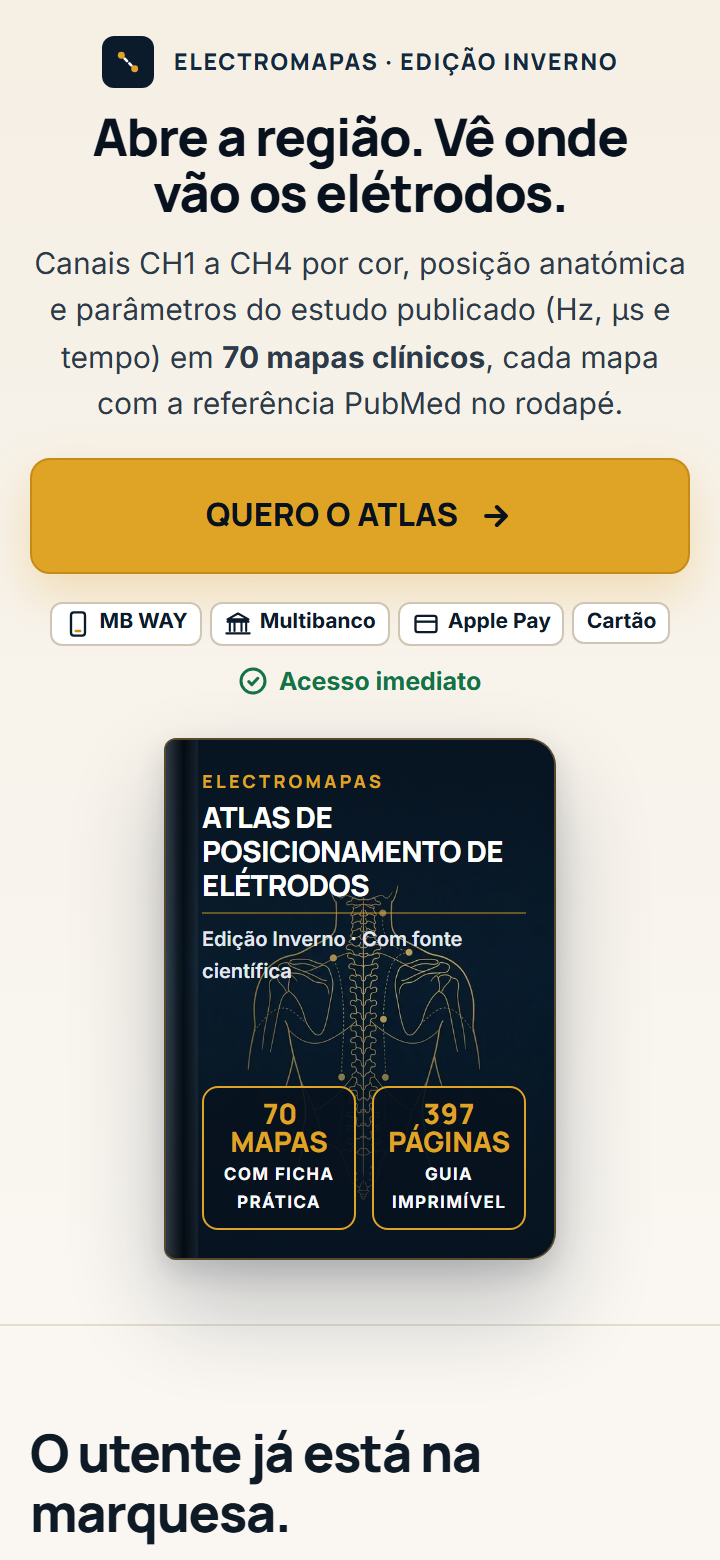 ELECTROMAPAS · EDIÇÃO INVERNO
Abre a região. Vê onde
vão os elétrodos.
Canais CH1 a CH4 por cor, posição anatómica
e parâmetros do estudo publicado (Hz, µs e
tempo) em 70 mapas clínicos, cada mapa
com a referência PubMed no rodapé.
QUERO O ATLAS →
MB WAY
Multibanco
Apple Pay
Cartão
Acesso imediato
ELECTROMAPAS
ATLAS DE
POSICIONAMENTO DE
ELÉTRODOS
Edição Inverno · Com fonte
científica
70
MAPAS
COM FICHA
PRÁTICA
397
PÁGINAS
GUIA
IMPRIMÍVEL
O utente já está na
marquesa.